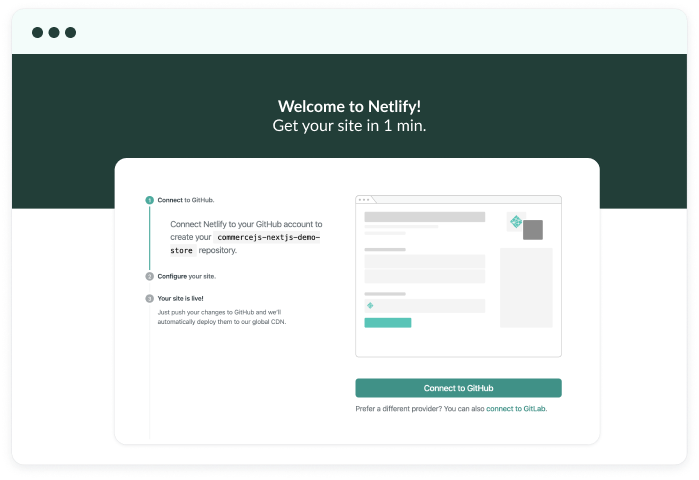 Welcome to Netlify!
Get your site in 1 min.
1 Connect to GitHub.
Connect Netlify to your GitHub account to
create your commercejs-nextjs-demo-
store repository.
2 Configure your site.
3 Your site is live!
Just push your changes to GitHub and we'll
automatically deploy them to our global CDN.
Connect to GitHub
Prefer a different provider? You can also connect to GitLab.